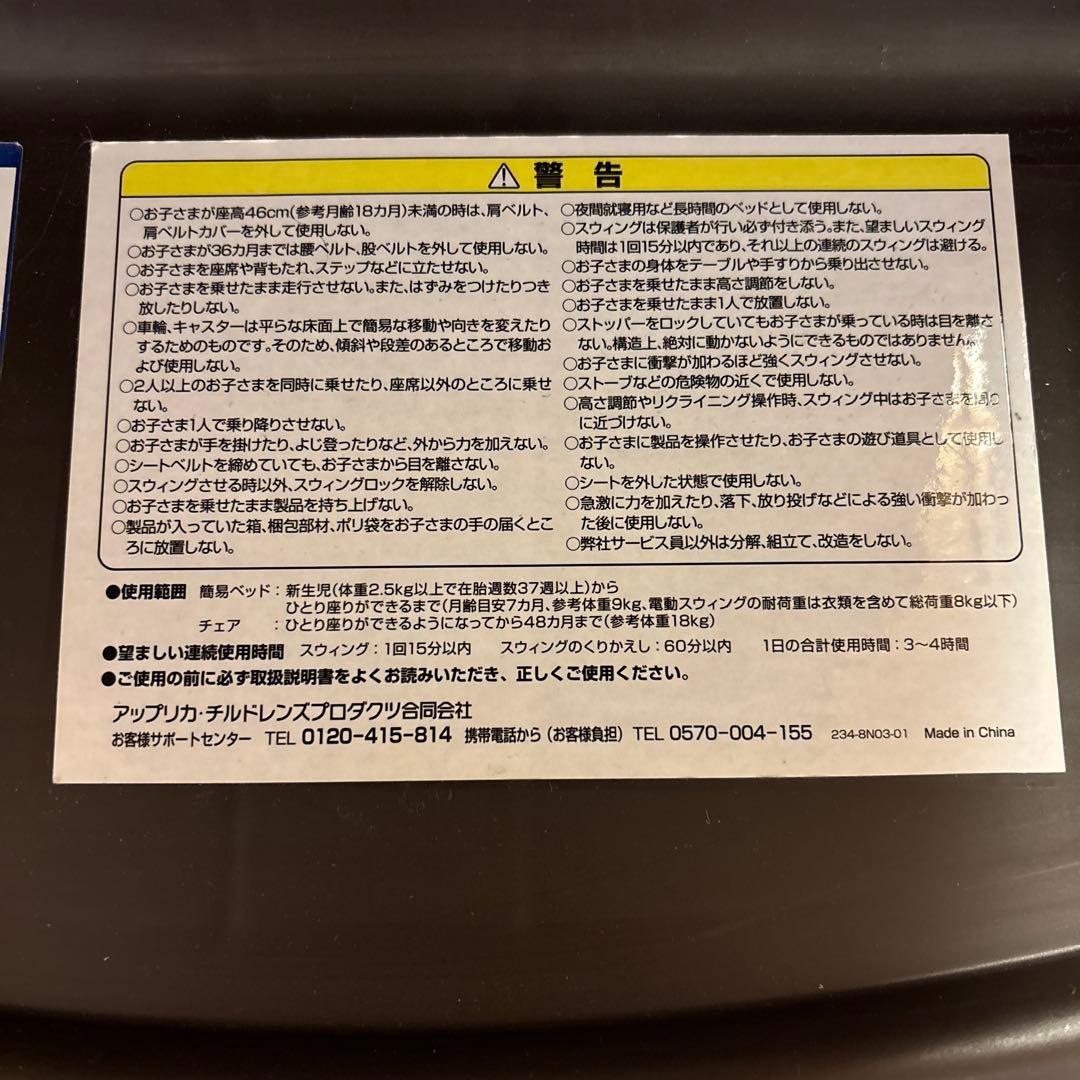 ⚠ 警告
○お子さまが座高46cm(参考月齢18カ月)未満の時は、肩ベルト、
肩ベルトカバーを外して使用しない。
○お子さまが36カ月までは腰ベルト、股ベルトを外して使用しない。
○お子さまを座席や背もたれ、ステップなどに立たせない。
○お子さまを乗せたまま走行させない。また、はずみをつけたりつき
放したりしない。
○車輪、キャスターは平らな床面上で簡易な移動や向きを変えたり
するためのものです。そのため、傾斜や段差のあるところで移動お
よび使用しない。
○2人以上のお子さまを同時に乗せたり、座席以外のところに乗せ
ない。
○お子さま1人で乗り降りさせない。
○お子さまが手を掛けたり、よじ登ったりなど、外から力を加えない。
○シートベルトを締めていても、お子さまから目を離さない。
○スウィングさせる時以外、スウィングロックを解除しない。
○お子さまを乗せたまま製品を持ち上げない。
○製品が入っていた箱、梱包部材、ポリ袋をお子さまの手の届くとこ
ろに放置しない。
○夜間就寝用など長時間のベッドとして使用しない。
○スウィングは保護者が行い必ず付き添う。また、望ましいスウィング
時間は1回15分以内であり、それ以上の連続のスウィングは避ける。
○お子さまの身体をテーブルや手すりから乗り出させない。
○お子さまを乗せたまま高さ調節をしない。
○お子さまを乗せたまま1人で放置しない。
○ストッパーをロックしていてもお子さまが乗っている時は目を離さ
ない。構造上、絶対に動かないようにできるものではありません。
○お子さまに衝撃が加わるほど強くスウィングさせない。
○ストーブなどの危険物の近くで使用しない。
○高さ調節やリクライニング操作時、スウィング中はお子さまを周り
に近づけない。
○お子さまに製品を操作させたり、お子さまの遊び道具として使用し
ない。
○シートを外した状態で使用しない。
○急激に力を加えたり、落下、放り投げなどによる強い衝撃が加わっ
た後に使用しない。
○弊社サービス員以外は分解、組立て、改造をしない。
●使用範囲 簡易ベッド：新生児(体重2.5kg以上で在胎週数37週以上)から
ひとり座りができるまで(月齢目安7カ月、参考体重9kg、電動スウィングの耐荷重は衣類を含めて総荷重8kg以下)
チェア ：ひとり座りができるようになってから48カ月まで(参考体重18kg)
●望ましい連続使用時間 スウィング：1回15分以内 スウィングのくりかえし：60分以内 1日の合計使用時間：3〜4時間
●ご使用の前に必ず取扱説明書をよくお読みいただき、正しくご使用ください。
アップリカ・チルドレンズプロダクツ合同会社
お客様サポートセンター TEL 0120-415-814 携帯電話から(お客様負担) TEL 0570-004-155 234-8N03-01 Made in China